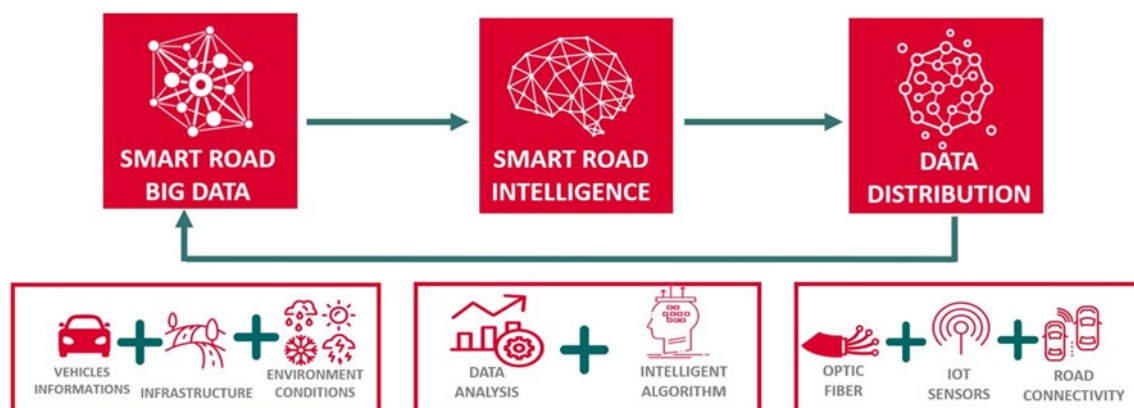 SMART ROAD
BIG DATA
SMART ROAD
INTELLIGENCE
DATA
DISTRIBUTION
VEHICLES
INFORMATIONS
INFRASTRUCTURE
ENVIRONMENT
CONDITIONS
DATA
ANALYSIS
INTELLIGENT
ALGORITHM
OPTIC
FIBER
IOT
SENSORS
ROAD
CONNECTIVITY